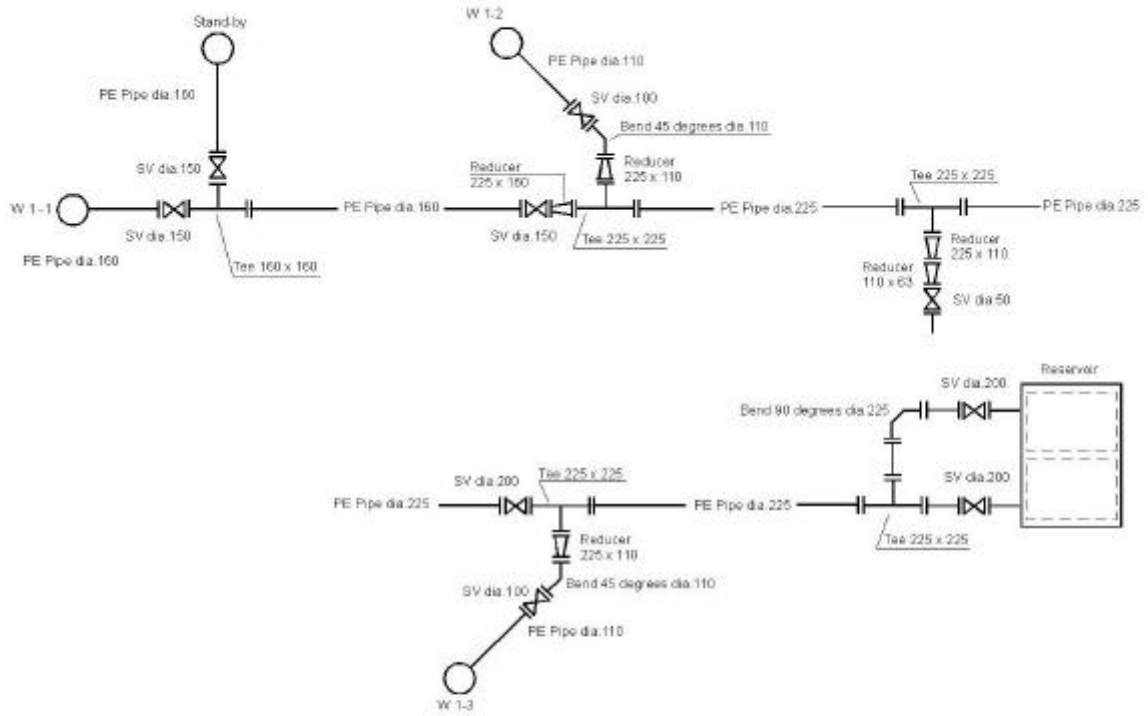 Stand-by
PE Pipe dia.160
SV dia.150
W 1-1
SV dia.150
PE Pipe dia.160
Tee 160 x 160
PE Pipe dia.160
W 1-2
PE Pipe dia.110
SV dia.100
Bend 45 degrees dia.110
Reducer
225 x 160
Reducer
225 x 110
SV dia.150
Tee 225 x 225
PE Pipe dia.225
Tee 225 x 225
PE Pipe dia.225
Reducer
225 x 110
Reducer
110 x 63
SV dia.50
Reservoir
SV dia.200
Bend 90 degrees dia.225
SV dia.200
Tee 225 x 225
SV dia.200
Tee 225 x 225
PE Pipe dia.225
PE Pipe dia.225
Reducer
225 x 110
Bend 45 degrees dia.110
SV dia.100
PE Pipe dia.110
W 1-3